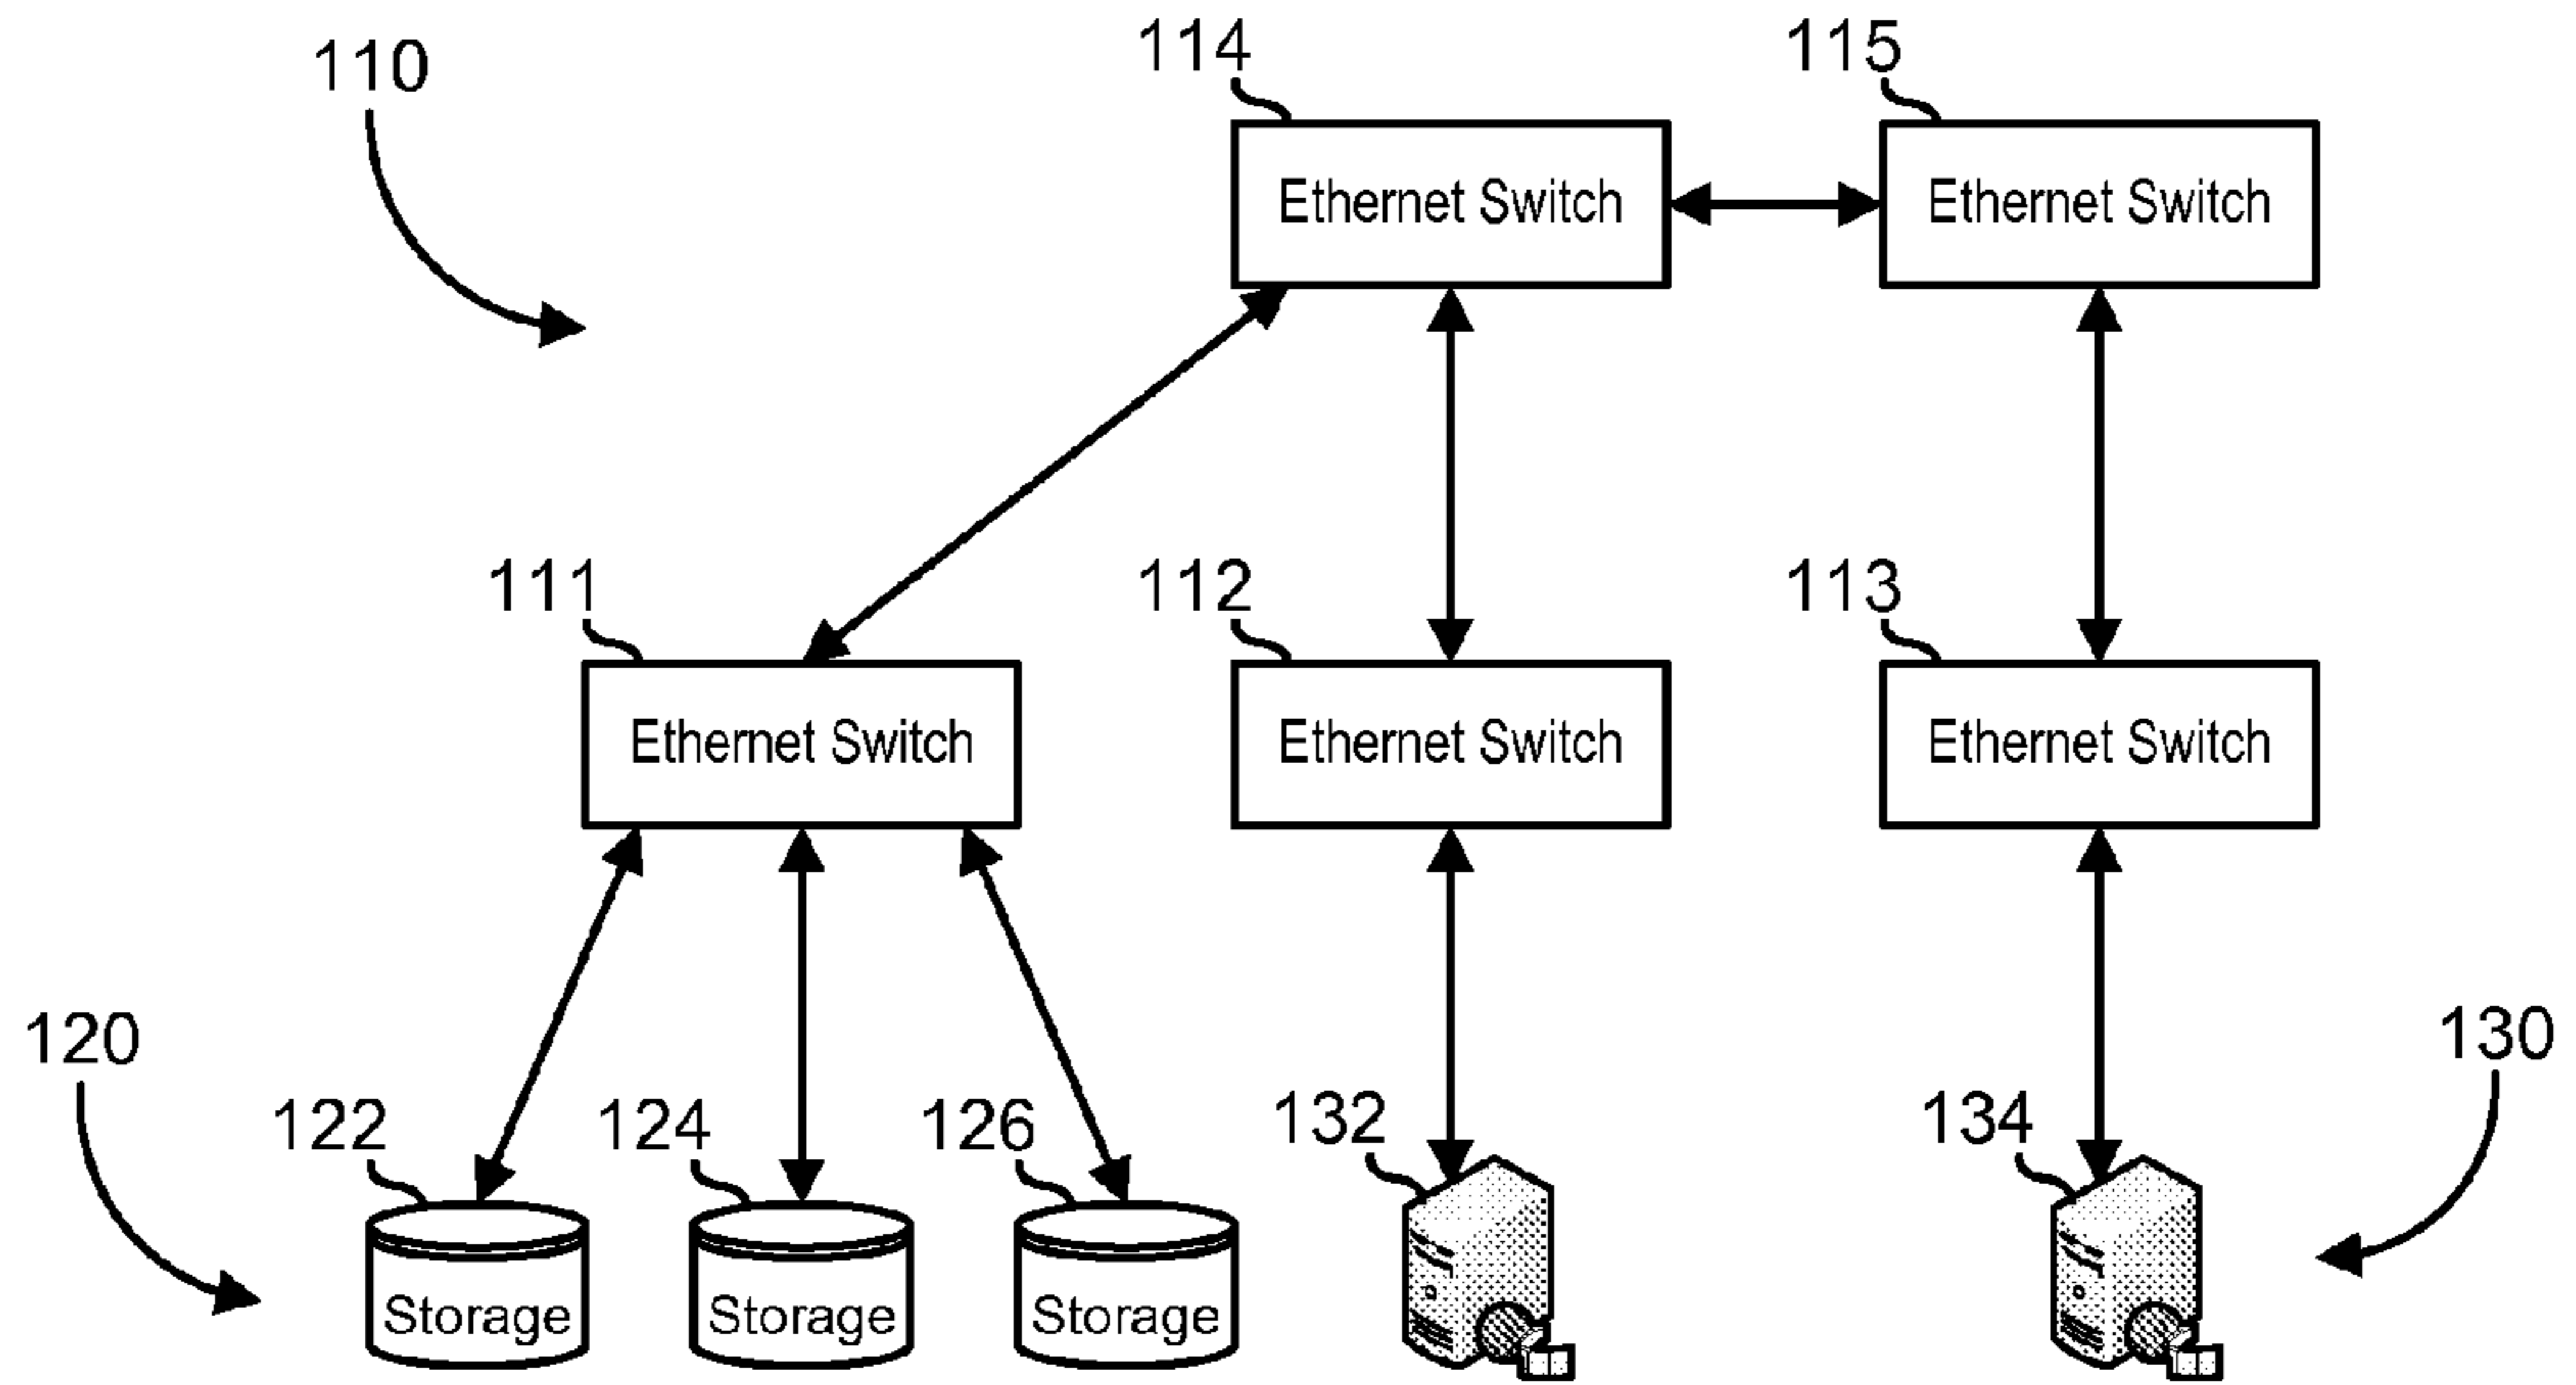 114 115
110
Ethernet Switch Ethernet Switch
111 112 113
Ethernet Switch Ethernet Switch Ethernet Switch
120 130
122 124 126 132 134
Storage Storage Storage